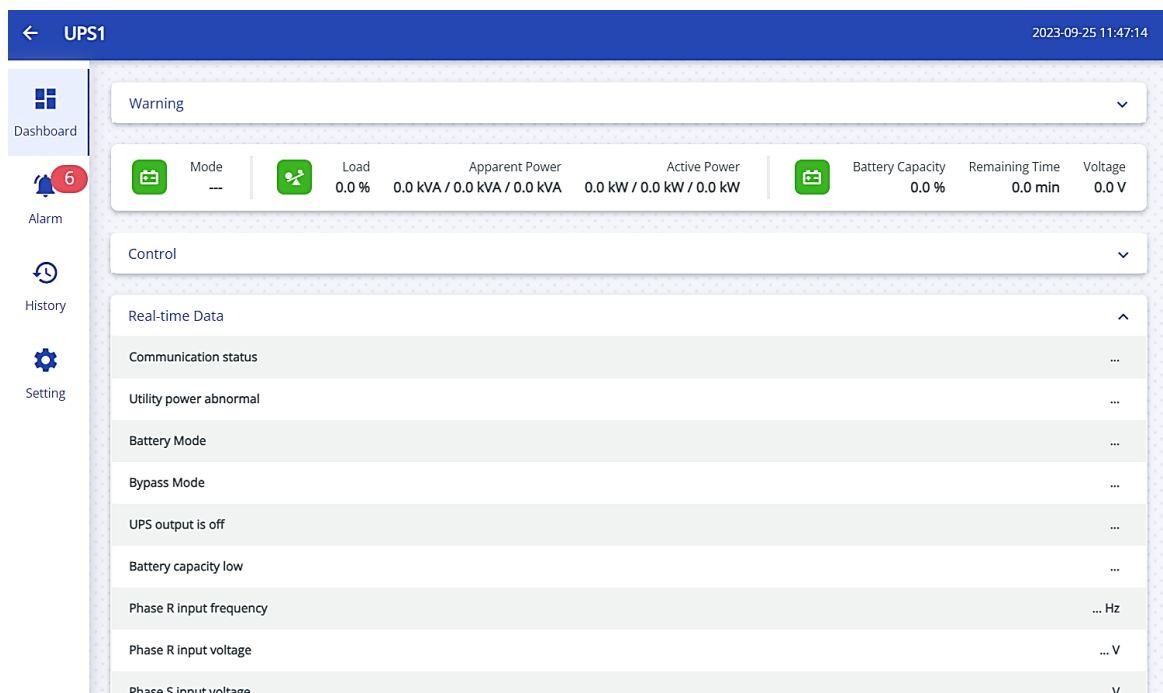 UPS1
2023-09-25 11:47:14
Dashboard
6
Alarm
History
Setting
Warning
Mode
---
Load
0.0 %
Apparent Power
0.0 kVA / 0.0 kVA / 0.0 kVA
Active Power
0.0 kW / 0.0 kW / 0.0 kW
Battery Capacity
0.0 %
Remaining Time
0.0 min
Voltage
0.0 V
Control
Real-time Data
Communication status ...
Utility power abnormal ...
Battery Mode ...
Bypass Mode ...
UPS output is off ...
Battery capacity low ...
Phase R input frequency ... Hz
Phase R input voltage ... V
Phase S input voltage V